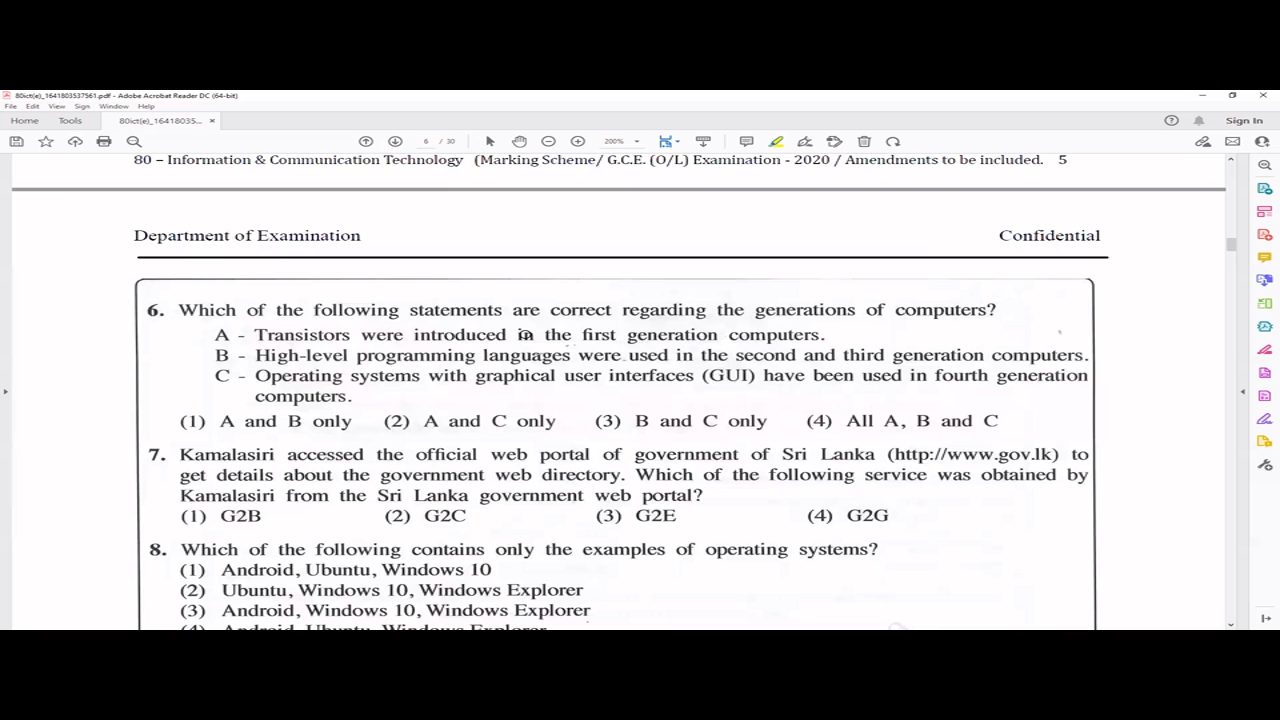 80ict(e)_1641803537561.pdf - Adobe Acrobat Reader DC (64-bit)
File Edit View Sign Window Help
Home Tools 80ict(e)_16418035... × Sign In
6 / 30 200%
80 – Information & Communication Technology (Marking Scheme/ G.C.E. (O/L) Examination - 2020 / Amendments to be included. 5
Department of Examination Confidential
6. Which of the following statements are correct regarding the generations of computers?
A - Transistors were introduced in the first generation computers.
B - High-level programming languages were used in the second and third generation computers.
C - Operating systems with graphical user interfaces (GUI) have been used in fourth generation
computers.
(1) A and B only (2) A and C only (3) B and C only (4) All A, B and C
7. Kamalasiri accessed the official web portal of government of Sri Lanka (http://www.gov.lk) to
get details about the government web directory. Which of the following service was obtained by
Kamalasiri from the Sri Lanka government web portal?
(1) G2B (2) G2C (3) G2E (4) G2G
8. Which of the following contains only the examples of operating systems?
(1) Android, Ubuntu, Windows 10
(2) Ubuntu, Windows 10, Windows Explorer
(3) Android, Windows 10, Windows Explorer
(4) Android, Ubuntu, Windows Explorer